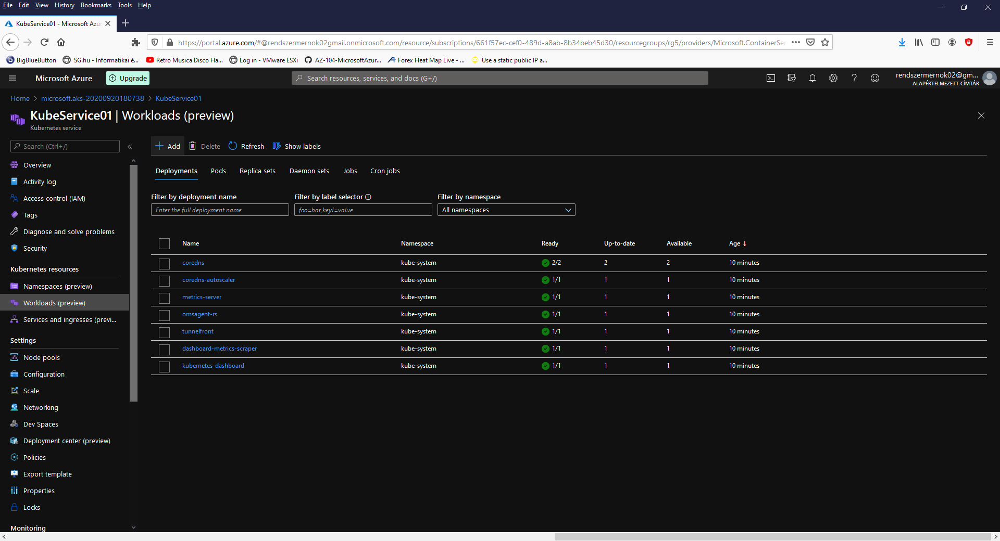 File Edit View History Bookmarks Tools Help
KubeService01 - Microsoft Azu
https://portal.azure.com/#@rendszermernok02gmail.onmicrosoft.com/resource/subscriptions/661f57ec-cef0-489d-a8ab-8b34beb45d30/resourcegroups/rg5/providers/Microsoft.ContainerSer
BigBlueButton SG.hu - Informatikai é... Retro Musica Disco Ha... Log in - VMware ESXi AZ-104-MicrosoftAzur... Forex Heat Map Live - ... Use a static public IP a...
Microsoft Azure Upgrade Search resources, services, and docs (G+/) rendszermernok02@gm...
ALAPÉRTELMEZETT CÍMTÁR
Home > microsoft.aks-20200920180738 > KubeService01
KubeService01 | Workloads (preview)
Kubernetes service
Search (Ctrl+/) «
Overview
Activity log
Access control (IAM)
Tags
Diagnose and solve problems
Security
Kubernetes resources
Namespaces (preview)
Workloads (preview)
Services and ingresses (previ...
Settings
Node pools
Configuration
Scale
Networking
Dev Spaces
Deployment center (preview)
Policies
Export template
Properties
Locks
Monitoring
Add Delete Refresh Show labels
Deployments Pods Replica sets Daemon sets Jobs Cron jobs
Filter by deployment name Filter by label selector Filter by namespace
Enter the full deployment name foo=bar,key!=value All namespaces
Name Namespace Ready Up-to-date Available Age ↓
coredns kube-system 2/2 2 2 10 minutes
coredns-autoscaler kube-system 1/1 1 1 10 minutes
metrics-server kube-system 1/1 1 1 10 minutes
omsagent-rs kube-system 1/1 1 1 10 minutes
tunnelfront kube-system 1/1 1 1 10 minutes
dashboard-metrics-scraper kube-system 1/1 1 1 10 minutes
kubernetes-dashboard kube-system 1/1 1 1 10 minutes